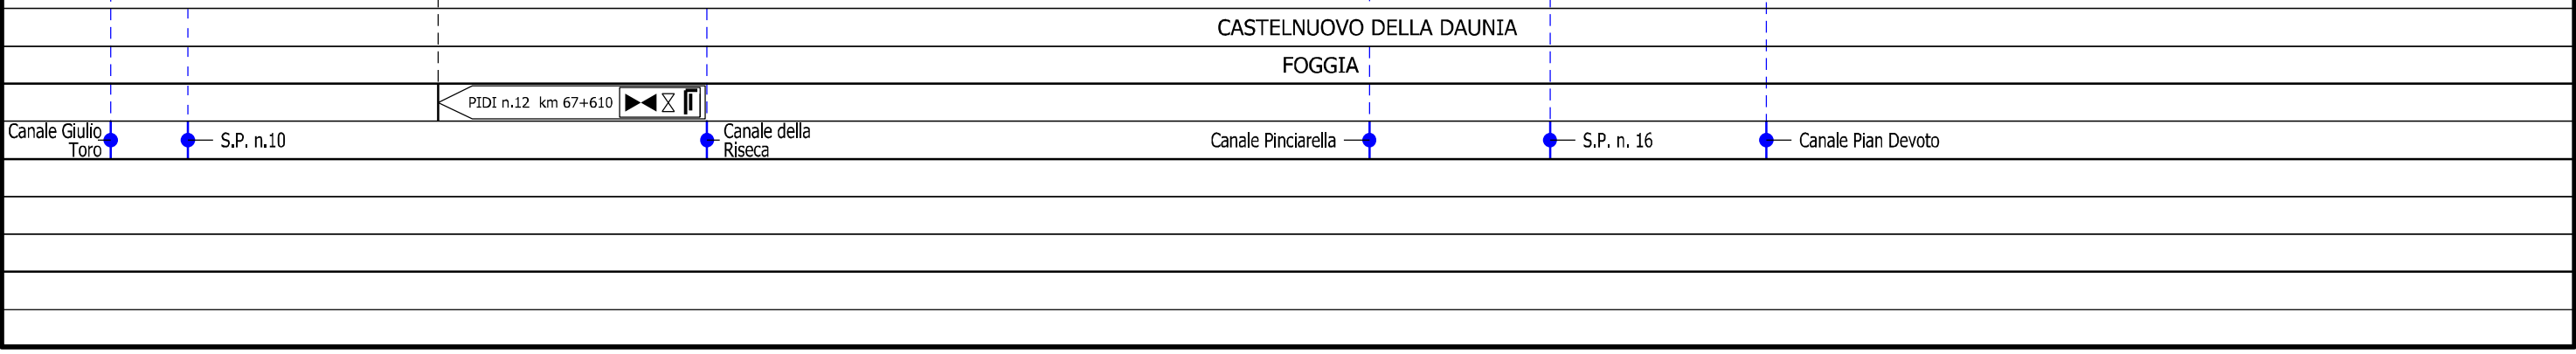 CASTELNUOVO DELLA DAUNIA
FOGGIA
PIDI n.12 km 67+610
Canale Giulio
Toro
S.P. n.10
Canale della
Riseca
Canale Pinciarella
S.P. n. 16
Canale Pian Devoto